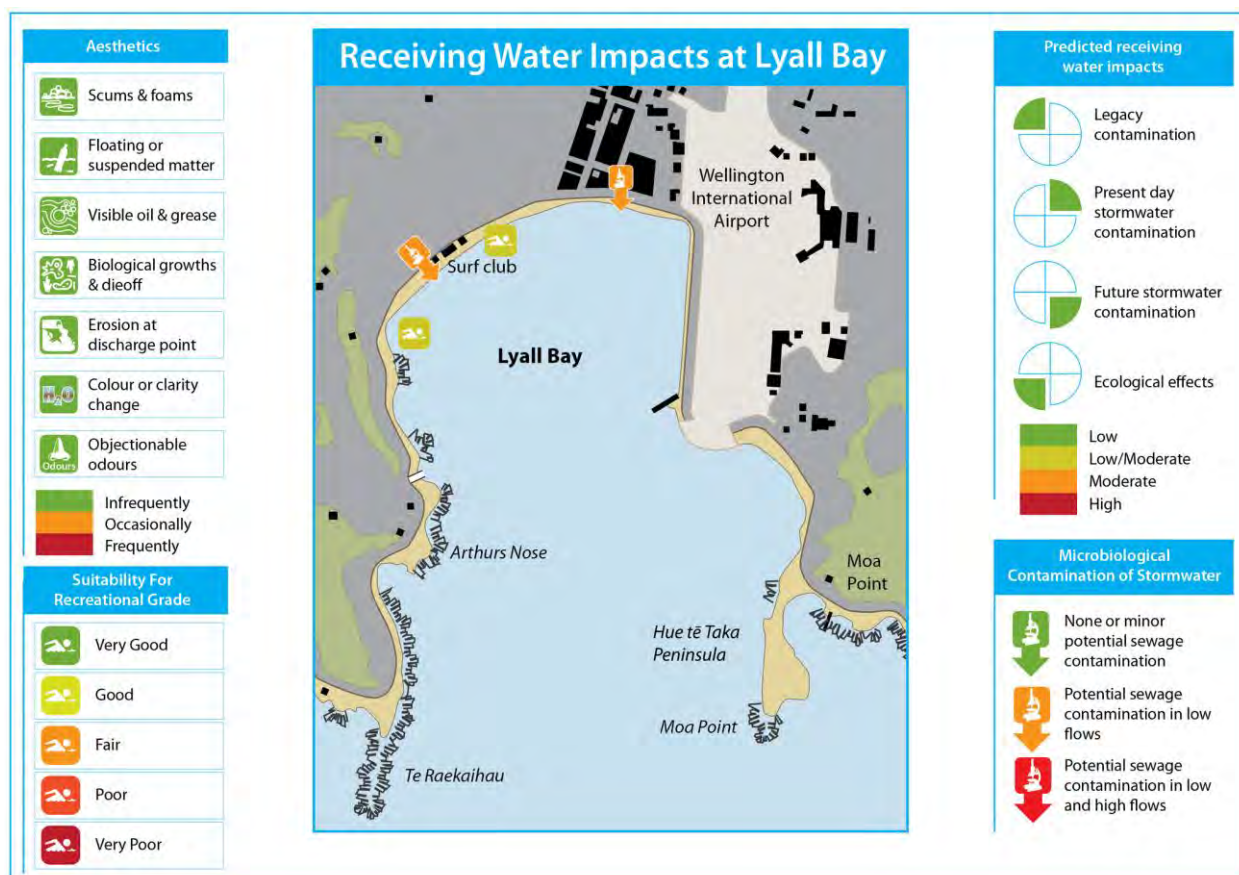 Aesthetics
Scums & foams
Floating or
suspended matter
Visible oil & grease
Biological growths
& dieoff
Erosion at
discharge point
H2O
Colour or clarity
change
Odours
Objectionable
odours
Infrequently
Occasionally
Frequently
Suitability For
Recreational Grade
Very Good
Good
Fair
Poor
Very Poor
Receiving Water Impacts at Lyall Bay
Wellington
International
Airport
Surf club
Lyall Bay
Arthurs Nose
Moa
Point
Hue tē Taka
Peninsula
Moa Point
Te Raekaihau
Predicted receiving
water impacts
Legacy
contamination
Present day
stormwater
contamination
Future stormwater
contamination
Ecological effects
Low
Low/Moderate
Moderate
High
Microbiological
Contamination of Stormwater
None or minor
potential sewage
contamination
Potential sewage
contamination in low
flows
Potential sewage
contamination in low
and high flows